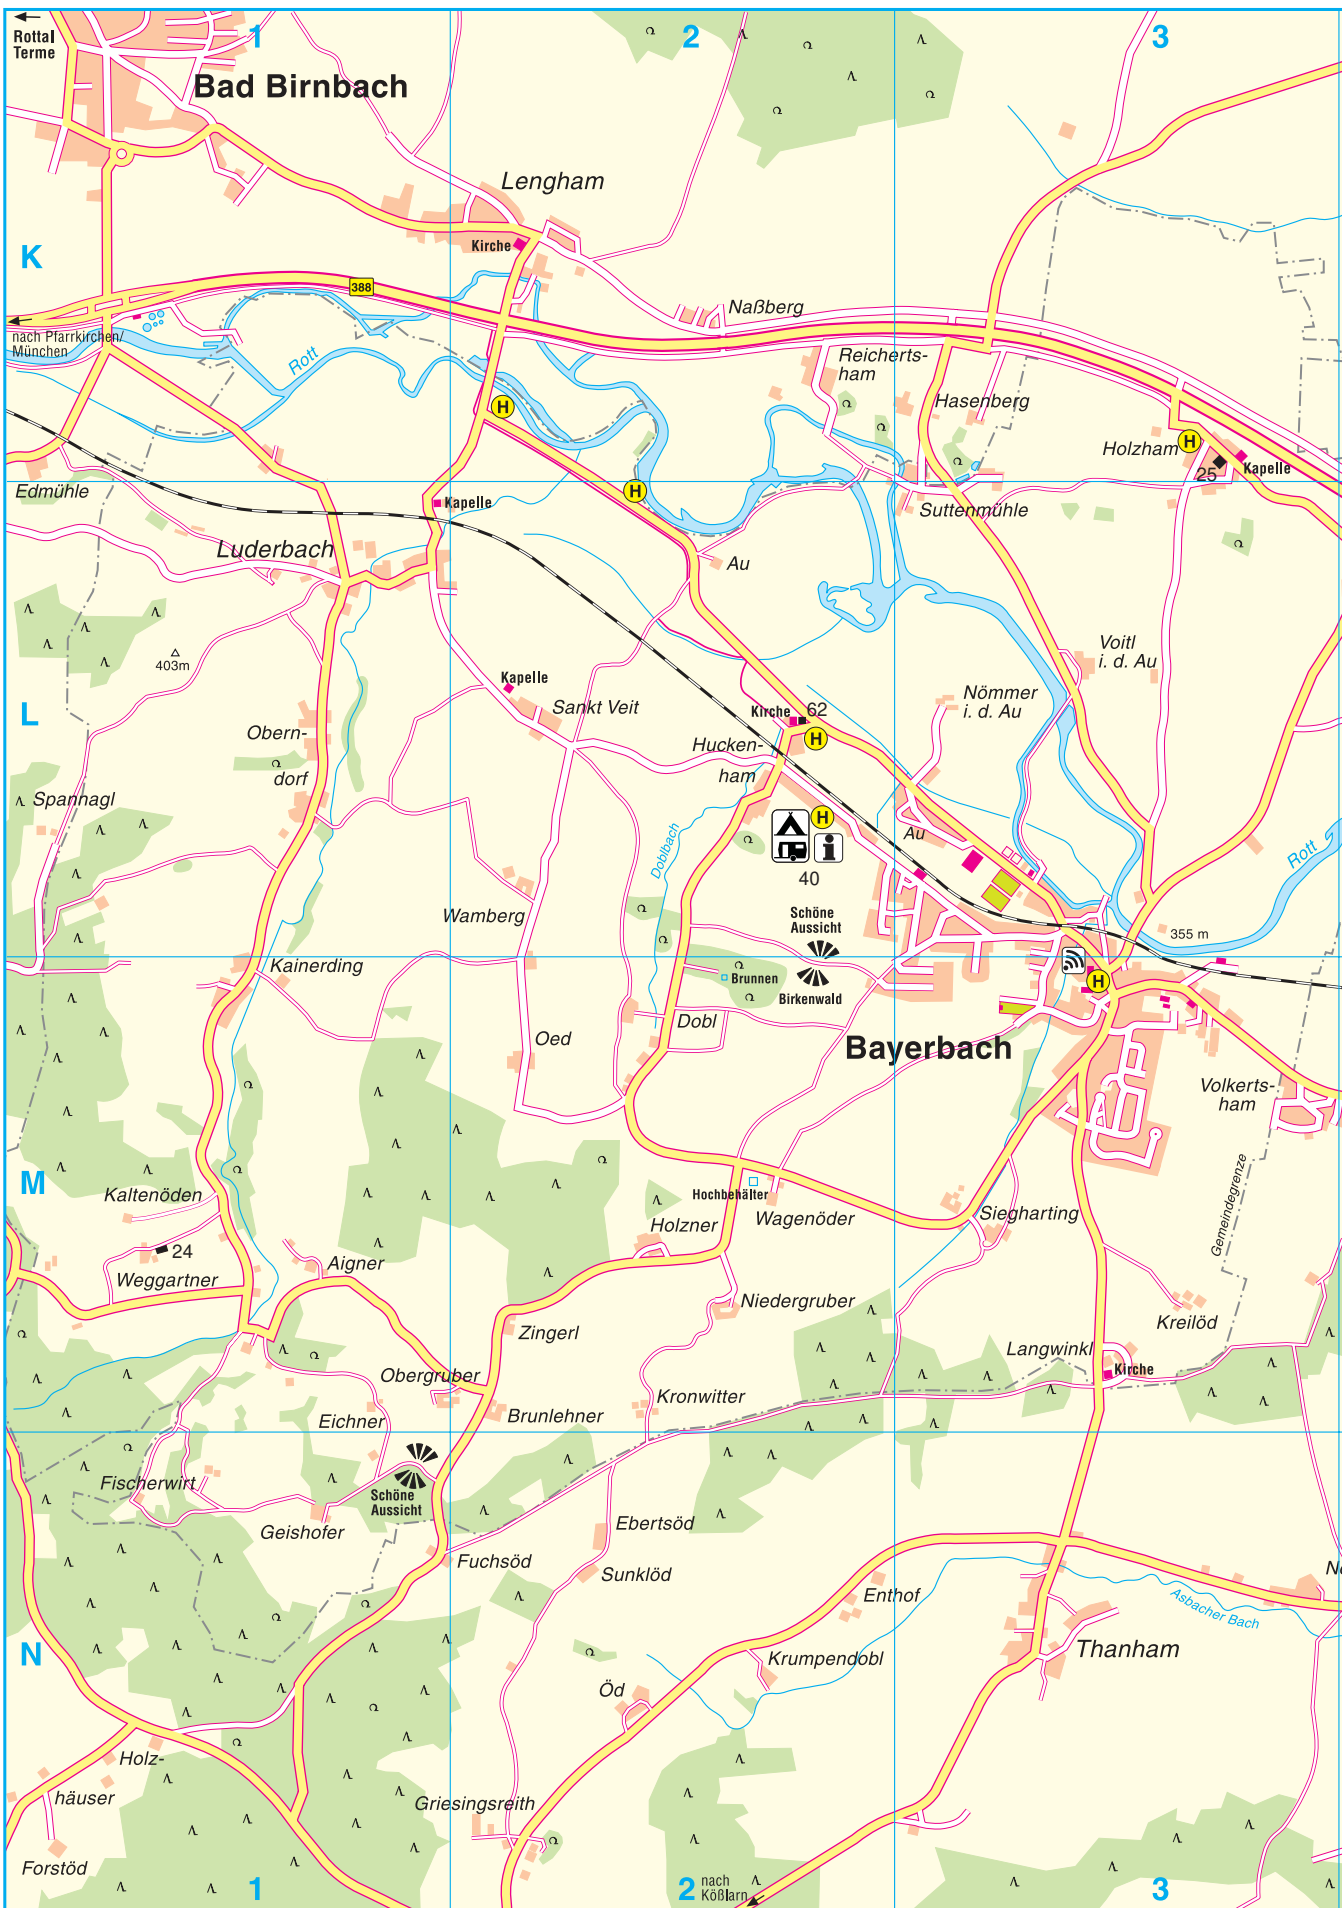 Rottal
Terme
1
2
3
Bad Birnbach
Lengham
Kirche
K
388
nach Pfarrkirchen/
München
Rott
Naßberg
Reicherts-
ham
H
Hasenberg
Holzham
H
25
Kapelle
Edmühle
H
Kapelle
Suttenmühle
Luderbach
Au
403m
Voitl
i. d. Au
Kapelle
Sankt Veit
Nömmer
i. d. Au
L
Kirche
62
H
Obern-
dorf
Hucken-
ham
Spannagl
H
i
40
Au
Doblbach
Rott
Wamberg
Schöne
Aussicht
355 m
Kainerding
Brunnen
Birkenwald
H
Oed
Dobl
Bayerbach
Volkerts-
ham
M
Kaltenöden
Hochbehälter
Holzner
Wagenöder
Siegharting
Gemeindegrenze
24
Weggartner
Aigner
Niedergruber
Kreilöd
Zingerl
Langwinkl
Kirche
Obergruber
Kronwitter
Eichner
Brunlehner
Fischerwirt
Schöne
Aussicht
Geishofer
Ebertsöd
Fuchsöd
Sunklöd
Enthof
Asbacher Bach
N
Krumpendobl
Thanham
Öd
Holz-
häuser
Griesingsreith
Forstöd
1
2
nach
Kößlarn
3